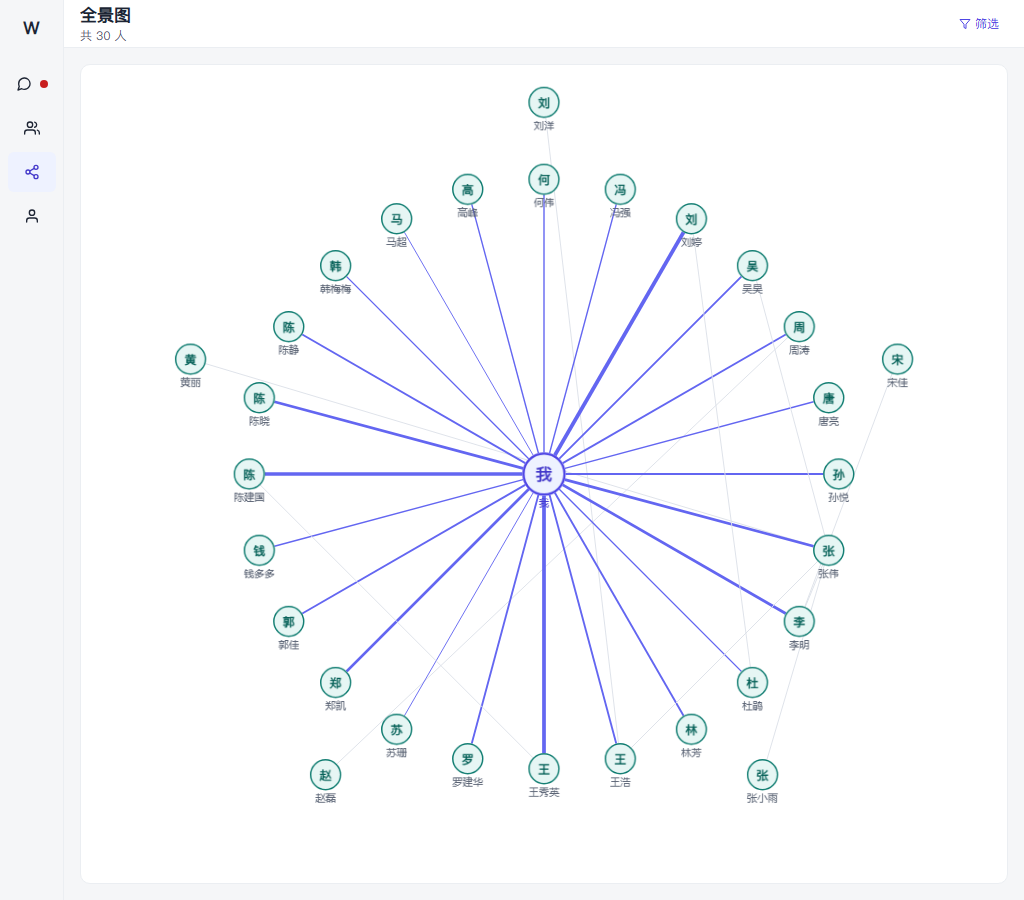 W
全景图
共 30 人
筛选
刘
刘洋
何
何伟
高
高峰
冯
冯强
马
马超
刘
刘婷
韩
韩梅梅
吴
吴昊
陈
陈静
周
周涛
黄
黄丽
宋
宋佳
陈
陈晓
唐
唐亮
陈
陈建国
我
我
孙
孙悦
钱
钱多多
张
张伟
郭
郭佳
李
李明
郑
郑凯
杜
杜鹃
苏
苏珊
林
林芳
罗
罗建华
王
王浩
王
王秀英
赵
赵磊
张
张小雨